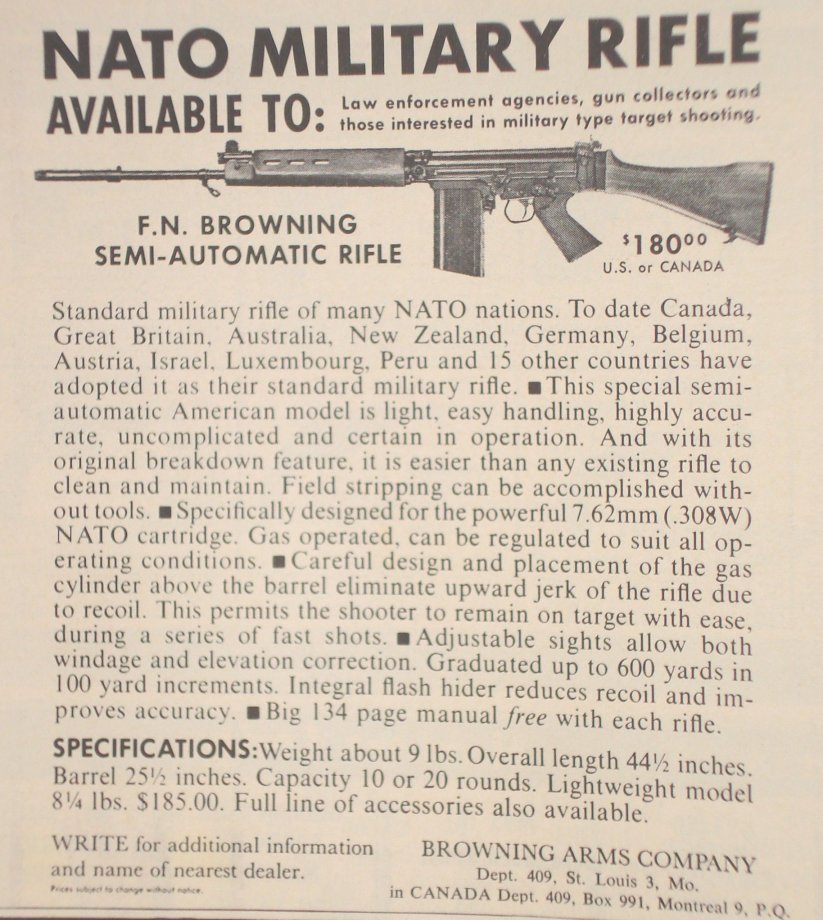 NATO MILITARY RIFLE
AVAILABLE TO: Law enforcement agencies, gun collectors and
those interested in military type target shooting.
F.N. BROWNING
SEMI-AUTOMATIC RIFLE
$18000
U.S. or CANADA
Standard military rifle of many NATO nations. To date Canada,
Great Britain, Australia, New Zealand, Germany, Belgium,
Austria, Israel, Luxembourg, Peru and 15 other countries have
adopted it as their standard military rifle. ■ This special semi-
automatic American model is light, easy handling, highly accu-
rate, uncomplicated and certain in operation. And with its
original breakdown feature, it is easier than any existing rifle to
clean and maintain. Field stripping can be accomplished with-
out tools. ■ Specifically designed for the powerful 7.62mm (.308W)
NATO cartridge. Gas operated, can be regulated to suit all op-
erating conditions. ■ Careful design and placement of the gas
cylinder above the barrel eliminate upward jerk of the rifle due
to recoil. This permits the shooter to remain on target with ease,
during a series of fast shots. ■ Adjustable sights allow both
windage and elevation correction. Graduated up to 600 yards in
100 yard increments. Integral flash hider reduces recoil and im-
proves accuracy. ■ Big 134 page manual free with each rifle.
SPECIFICATIONS: Weight about 9 lbs. Overall length 44½ inches.
Barrel 25½ inches. Capacity 10 or 20 rounds. Lightweight model
8¼ lbs. $185.00. Full line of accessories also available.
WRITE for additional information
and name of nearest dealer.
Prices subject to change without notice.
BROWNING ARMS COMPANY
Dept. 409, St. Louis 3, Mo.
in CANADA Dept. 409, Box 991, Montreal 9, P.Q.